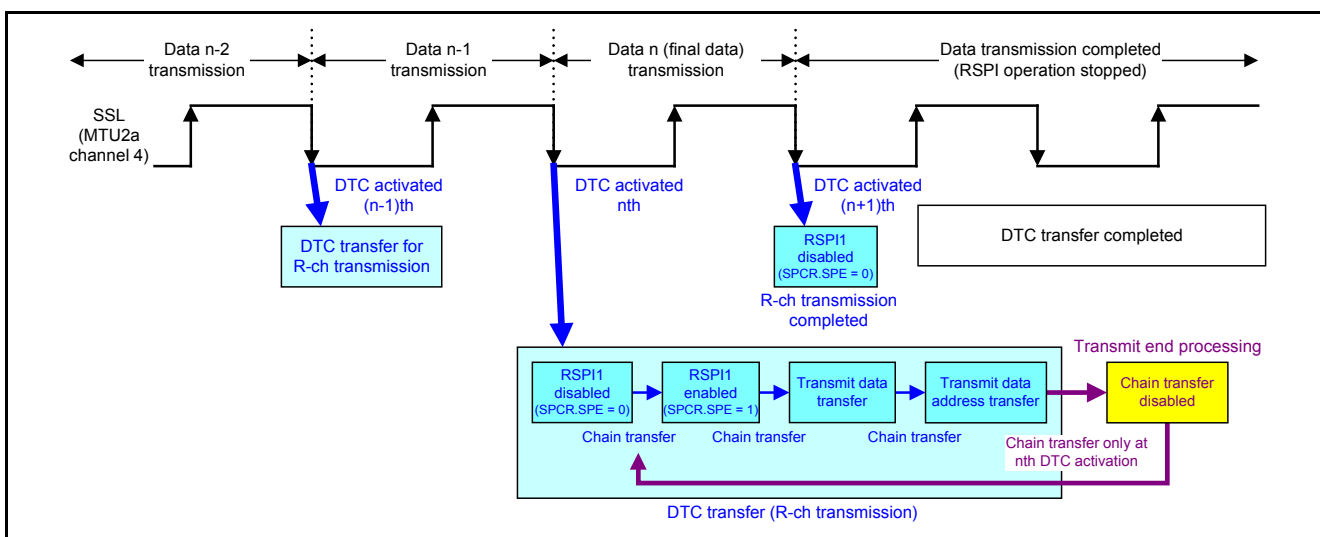 Data n-2
transmission
Data n-1
transmission
Data n (final data)
transmission
Data transmission completed
(RSPI operation stopped)
SSL
(MTU2a
channel 4)
DTC activated
(n-1)th
DTC activated
nth
DTC activated
(n+1)th
DTC transfer for
R-ch transmission
RSPI1
disabled
(SPCR.SPE = 0)
R-ch transmission
completed
DTC transfer completed
Transmit end processing
RSPI1
disabled
(SPCR.SPE = 0)
RSPI1
enabled
(SPCR.SPE = 1)
Transmit data
transfer
Transmit data
address transfer
Chain transfer
disabled
Chain transfer
Chain transfer
Chain transfer
Chain transfer only at
nth DTC activation
DTC transfer (R-ch transmission)